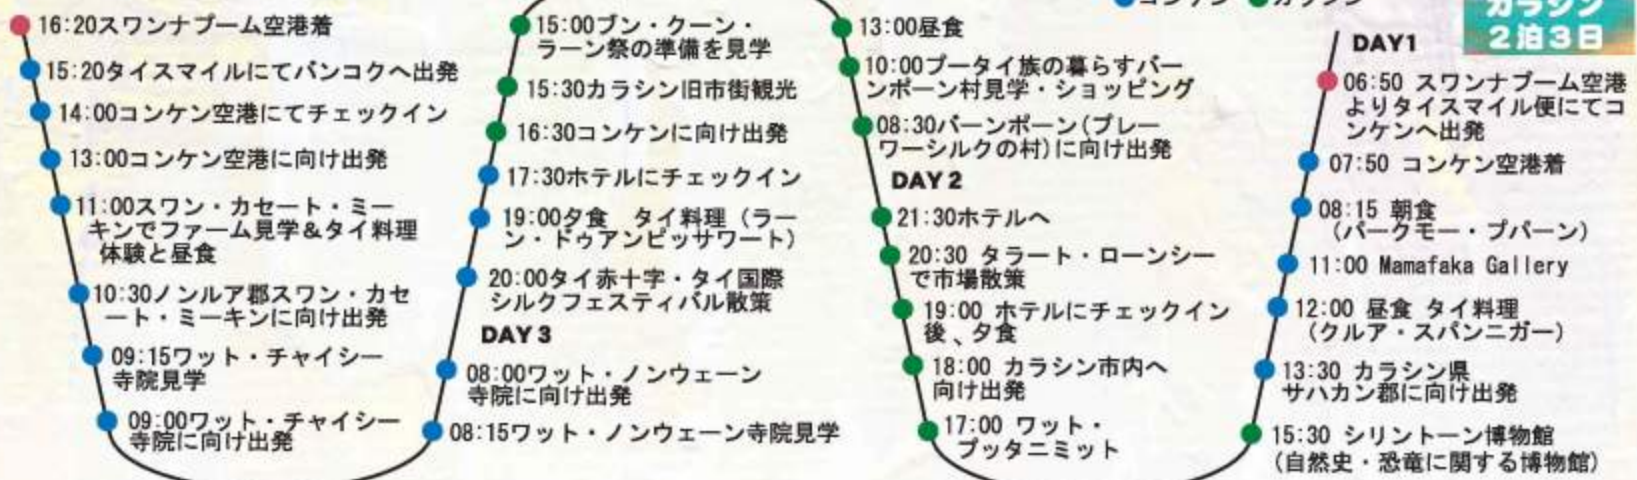 カラシン
2泊3日
DAY1
06:50 スワンナプーム空港
よりタイスマイル便にてコ
ンケンへ出発
07:50 コンケン空港着
08:15 朝食
(パークモー・プバーン)
11:00 Mamafaka Gallery
12:00 昼食 タイ料理
(クルア・スパンニガー)
13:30 カラシン県
サハカン郡に向け出発
15:30 シリントーン博物館
(自然史・恐竜に関する博物館)
17:00 ワット・
プッタニミット
18:00 カラシン市内へ
向け出発
19:00 ホテルにチェックイン
後、夕食
20:30 タラート・ローンシー
で市場散策
21:30ホテルへ
DAY 2
08:30バーンポーン(プレー
ワーシルクの村)に向け出発
10:00プータイ族の暮らすバー
ンポーン村見学・ショッピング
13:00昼食
15:00ブン・クーン・
ラーン祭の準備を見学
15:30カラシン旧市街観光
16:30コンケンに向け出発
17:30ホテルにチェックイン
19:00夕食 タイ料理(ラー
ン・ドゥアンピッサワート)
20:00タイ赤十字・タイ国際
シルクフェスティバル散策
DAY 3
08:00ワット・ノンウェーン
寺院に向け出発
08:15ワット・ノンウェーン寺院見学
09:00ワット・チャイシー
寺院に向け出発
09:15ワット・チャイシー
寺院見学
10:30ノンルア郡スワン・カセ
ート・ミーキンに向け出発
11:00スワン・カセート・ミー
キンでファーム見学&タイ料理
体験と昼食
13:00コンケン空港に向け出発
14:00コンケン空港にてチェックイン
15:20タイスマイルにてバンコクへ出発
16:20スワンナプーム空港着